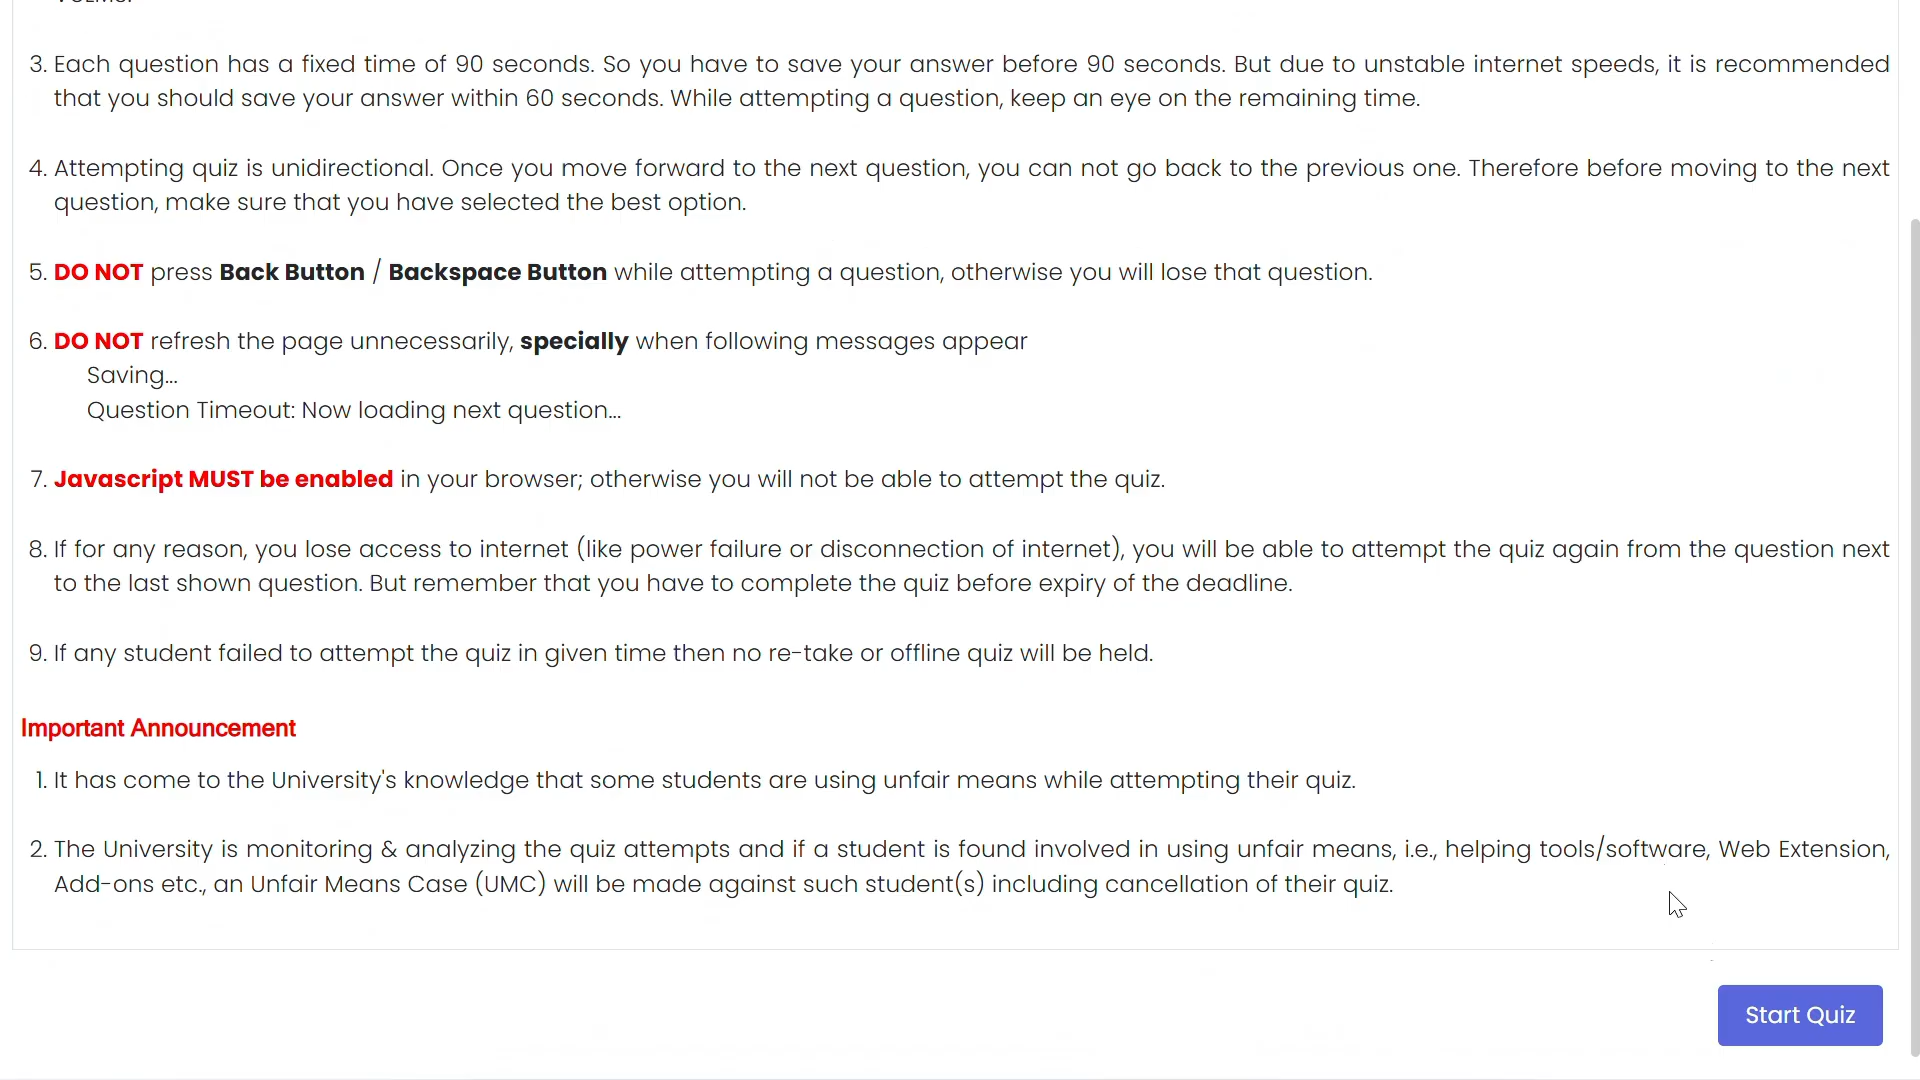 3. Each question has a fixed time of 90 seconds. So you have to save your answer before 90 seconds. But due to unstable internet speeds, it is recommended
that you should save your answer within 60 seconds. While attempting a question, keep an eye on the remaining time.
4. Attempting quiz is unidirectional. Once you move forward to the next question, you can not go back to the previous one. Therefore before moving to the next
question, make sure that you have selected the best option.
5. DO NOT press Back Button / Backspace Button while attempting a question, otherwise you will lose that question.
6. DO NOT refresh the page unnecessarily, specially when following messages appear
Saving...
Question Timeout: Now loading next question...
7. Javascript MUST be enabled in your browser; otherwise you will not be able to attempt the quiz.
8. If for any reason, you lose access to internet (like power failure or disconnection of internet), you will be able to attempt the quiz again from the question next
to the last shown question. But remember that you have to complete the quiz before expiry of the deadline.
9. If any student failed to attempt the quiz in given time then no re-take or offline quiz will be held.
Important Announcement
1. It has come to the University's knowledge that some students are using unfair means while attempting their quiz.
2. The University is monitoring & analyzing the quiz attempts and if a student is found involved in using unfair means, i.e., helping tools/software, Web Extension,
Add-ons etc., an Unfair Means Case (UMC) will be made against such student(s) including cancellation of their quiz.
Start Quiz